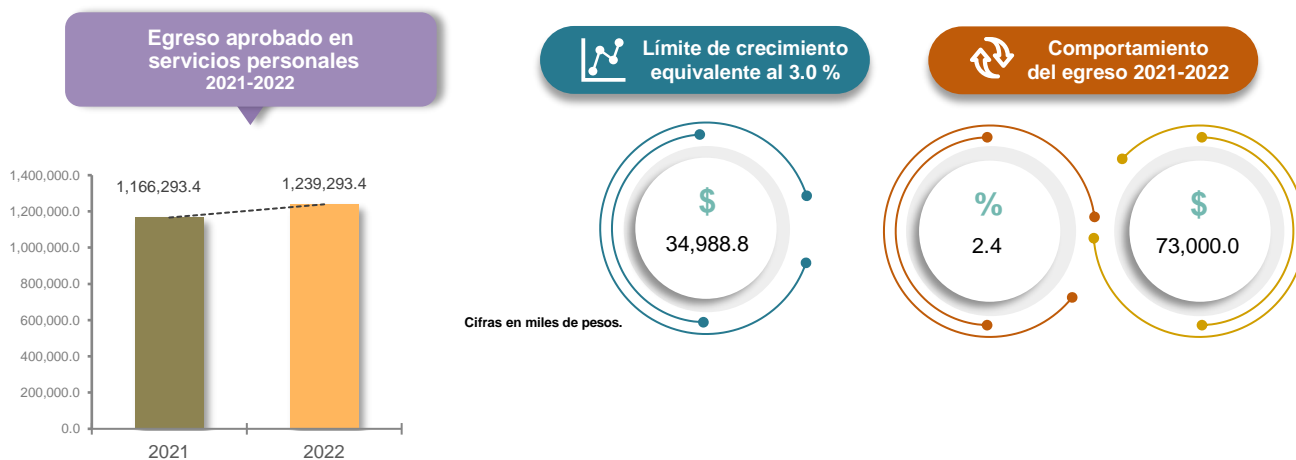 Egreso aprobado en
servicios personales
2021-2022
1,400,000.0
1,200,000.0
1,000,000.0
800,000.0
600,000.0
400,000.0
200,000.0
0.0
1,166,293.4
1,239,293.4
2021
2022
Límite de crecimiento
equivalente al 3.0 %
$
34,988.8
Cifras en miles de pesos.
Comportamiento
del egreso 2021-2022
%
2.4
$
73,000.0